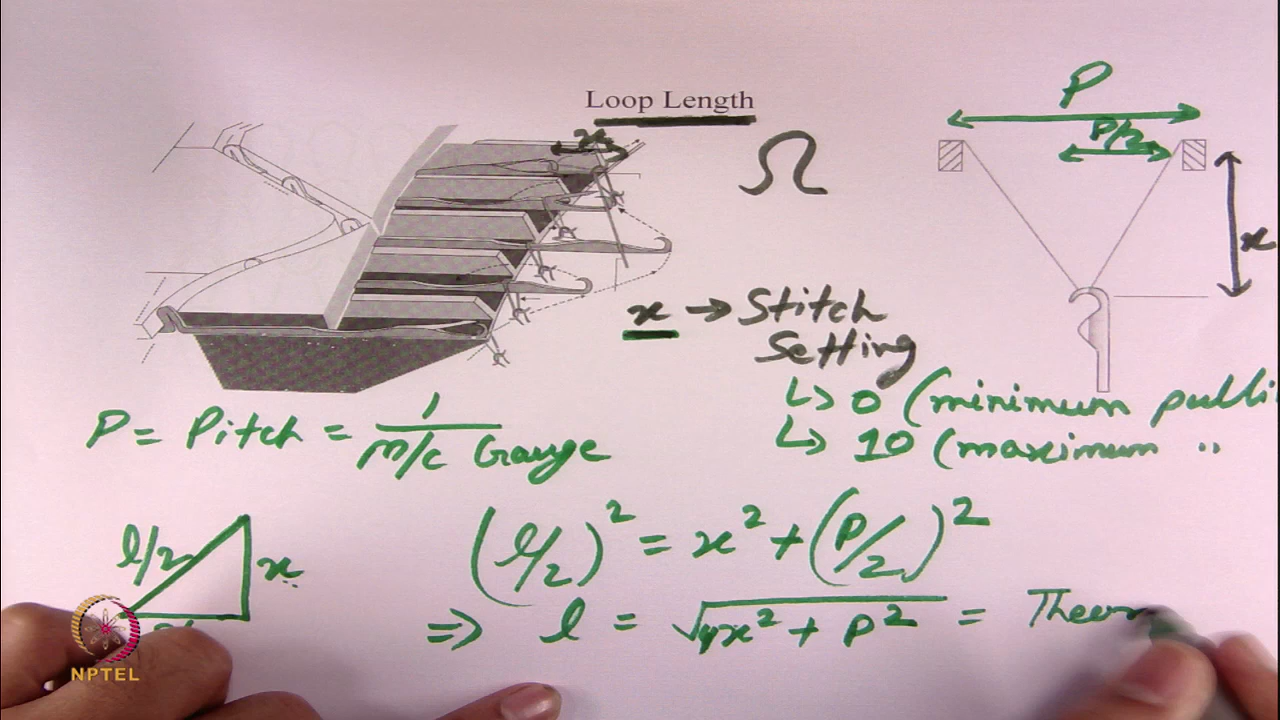 Loop Length
P
P/2
x
Ω
x
x → Stitch
Setting
↳ 0 (minimum pulli
↳ 10 (maximum ,,
P = Pitch = 1 / M/c Gauge
l/2
x
(l/2)² = x² + (P/2)²
⇒ l = √4x² + P² = Theor
NPTEL